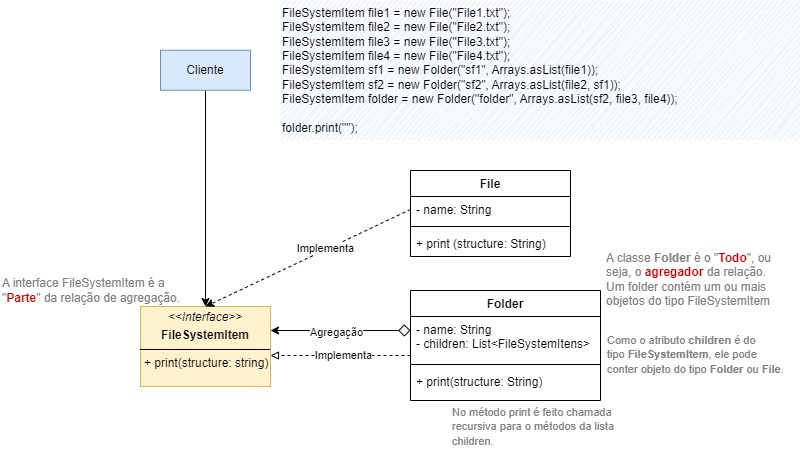 FileSystemItem file1 = new File("File1.txt");
FileSystemItem file2 = new File("File2.txt");
FileSystemItem file3 = new File("File3.txt");
FileSystemItem file4 = new File("File4.txt");
FileSystemItem sf1 = new Folder("sf1", Arrays.asList(file1));
FileSystemItem sf2 = new Folder("sf2", Arrays.asList(file2, sf1));
FileSystemItem folder = new Folder("folder", Arrays.asList(sf2, file3, file4));
folder.print("");
Cliente
File
- name: String
+ print (structure: String)
Implementa
A interface FileSystemItem é a
"Parte" da relação de agregação.
<<Interface>>
FileSystemItem
+ print(structure: string)
Agregação
Implementa
Folder
- name: String
- children: List<FileSystemItens>
+ print(structure: String)
A classe Folder é o "Todo", ou
seja, o agregador da relação.
Um folder contém um ou mais
objetos do tipo FileSystemItem
Como o atributo children é do
tipo FileSystemItem, ele pode
conter objeto do tipo Folder ou File.
No método print é feito chamada
recursiva para o métodos da lista
children.